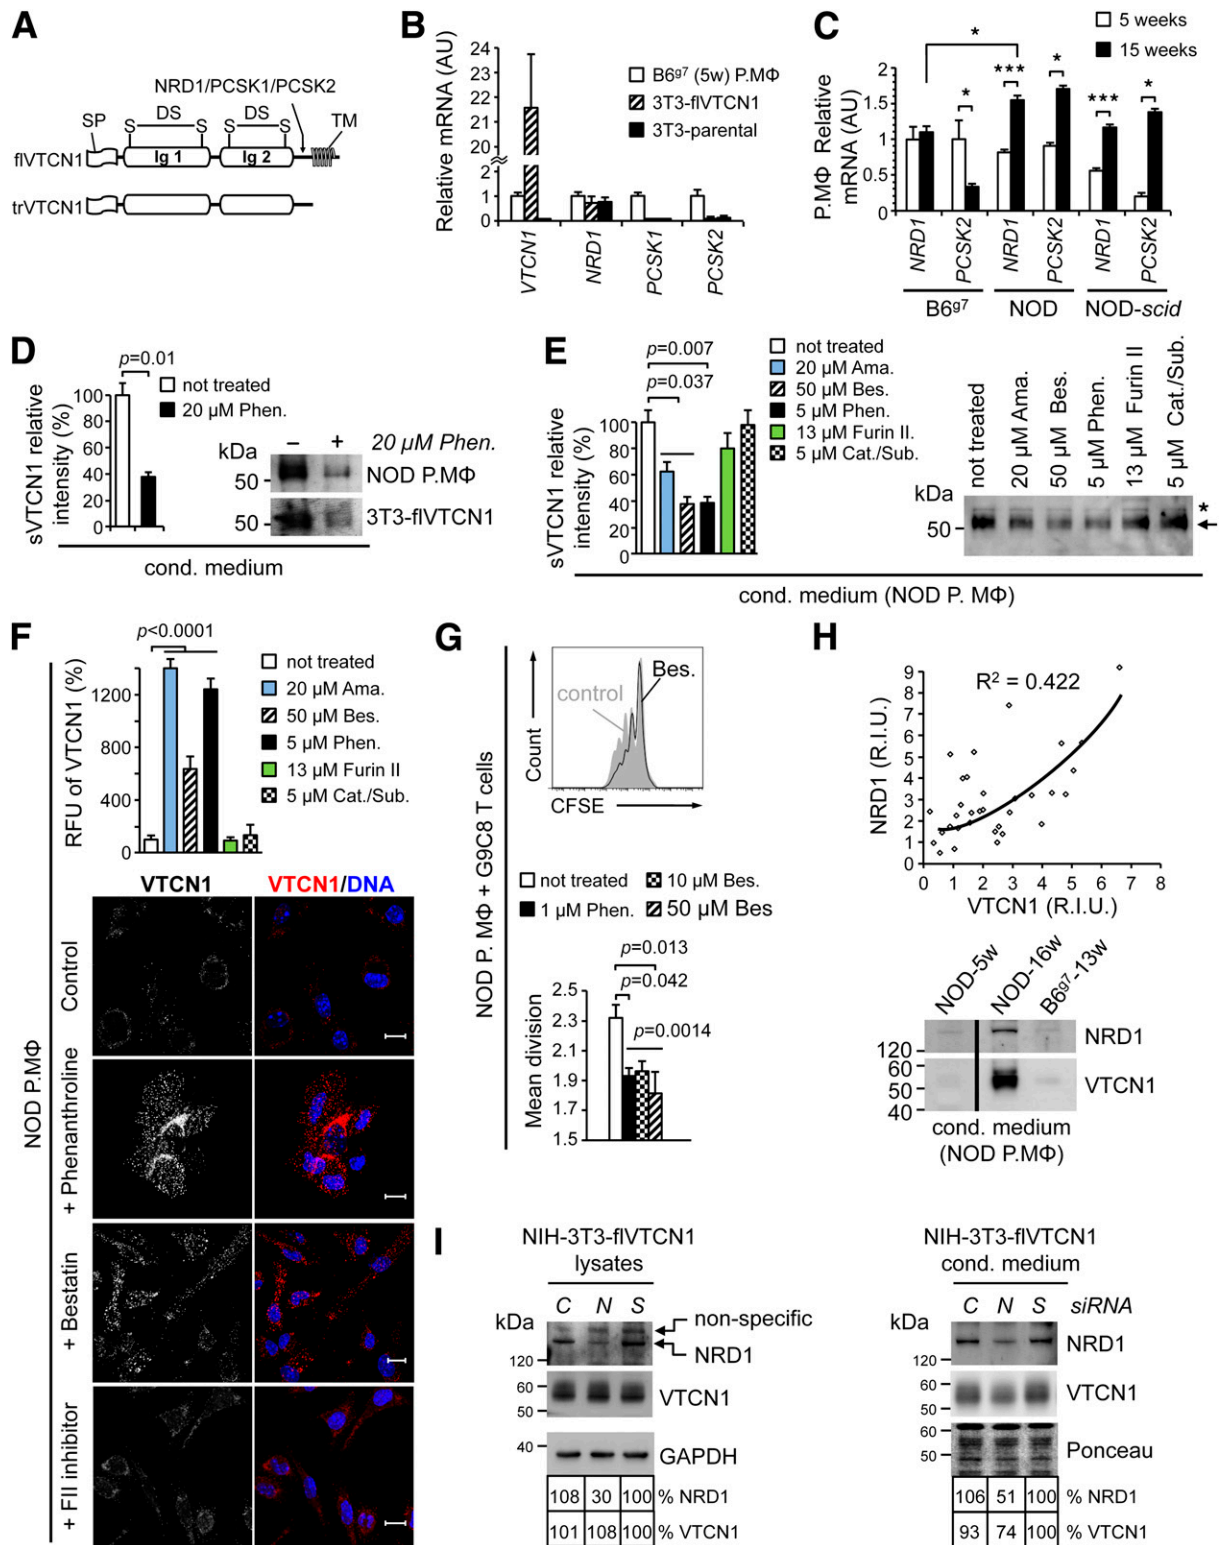 A
NRD1/PCSK1/PCSK2
SP
DS
DS
TM
S
S
S
S
flVTCN1
Ig 1
Ig 2
trVTCN1
B
Relative mRNA (AU)
24
23
22
21
20
2
1
0
B6g7 (5w) P.MΦ
3T3-flVTCN1
3T3-parental
VTCN1
NRD1
PCSK1
PCSK2
C
5 weeks
15 weeks
P.MΦ Relative
mRNA (AU)
2
1.5
1
0.5
0
*
*
***
*
***
*
NRD1
PCSK2
NRD1
PCSK2
NRD1
PCSK2
B6g7
NOD
NOD-scid
D
p=0.01
sVTCN1 relative
intensity (%)
100
80
60
40
20
0
not treated
20 µM Phen.
− + 20 µM Phen.
kDa
50
NOD P.MΦ
50
3T3-flVTCN1
cond. medium
E
p=0.007
p=0.037
sVTCN1 relative
intensity (%)
100
80
60
40
20
0
not treated
20 µM Ama.
50 µM Bes.
5 µM Phen.
13 µM Furin II.
5 µM Cat./Sub.
not treated
20 µM Ama.
50 µM Bes.
5 µM Phen.
13 µM Furin II
5 µM Cat./Sub.
kDa
50
*
cond. medium (NOD P. MΦ)
F
p<0.0001
RFU of VTCN1 (%)
1200
800
400
0
not treated
20 µM Ama.
50 µM Bes.
5 µM Phen.
13 µM Furin II
5 µM Cat./Sub.
VTCN1
VTCN1/DNA
NOD P.MΦ
Control
+ Phenanthroline
+ Bestatin
+ FII inhibitor
G
NOD P. MΦ + G9C8 T cells
Bes.
control
Count
CFSE
not treated
10 µM Bes.
1 µM Phen.
50 µM Bes
p=0.013
p=0.042
p=0.0014
Mean division
2.5
2.3
2.1
1.9
1.7
1.5
H
NRD1 (R.I.U.)
9
8
7
6
5
4
3
2
1
0
R2 = 0.422
0 1 2 3 4 5 6 7 8
VTCN1 (R.I.U.)
NOD-5w
NOD-16w
B6g7-13w
120
NRD1
60
50
VTCN1
40
cond. medium
(NOD P.MΦ)
I
NIH-3T3-flVTCN1
lysates
C N S
kDa
non-specific
NRD1
120
60
VTCN1
50
40
GAPDH
108 30 100 % NRD1
101 108 100 % VTCN1
NIH-3T3-flVTCN1
cond. medium
C N S siRNA
kDa
NRD1
120
60
VTCN1
50
60
Ponceau
50
106 51 100 % NRD1
93 74 100 % VTCN1